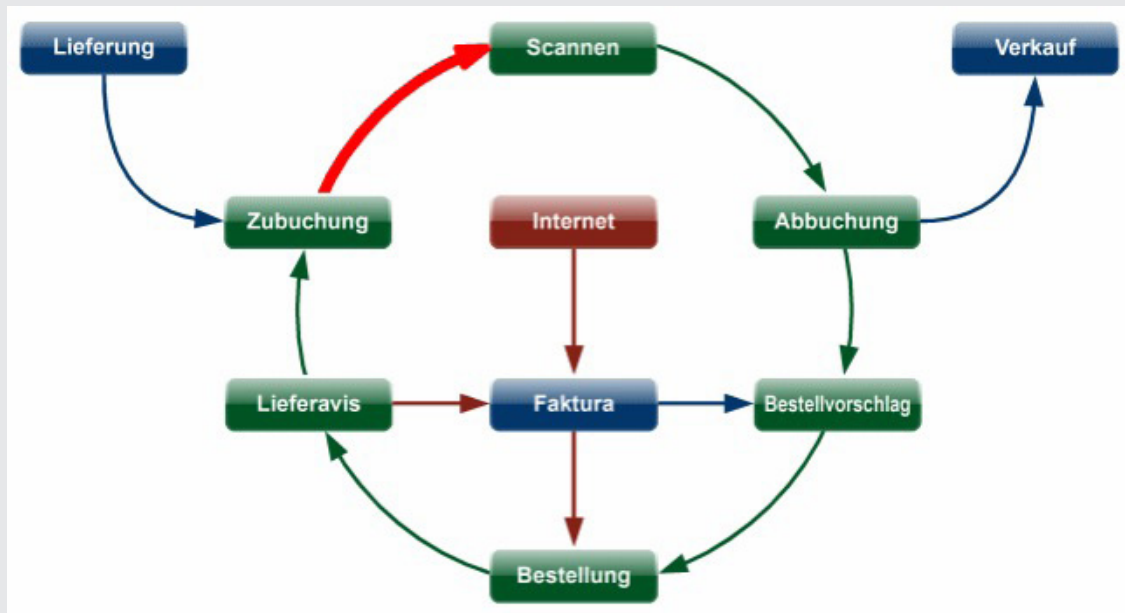 Lieferung
Scannen
Verkauf
Zubuchung
Internet
Abbuchung
Lieferavis
Faktura
Bestellvorschlag
Bestellung